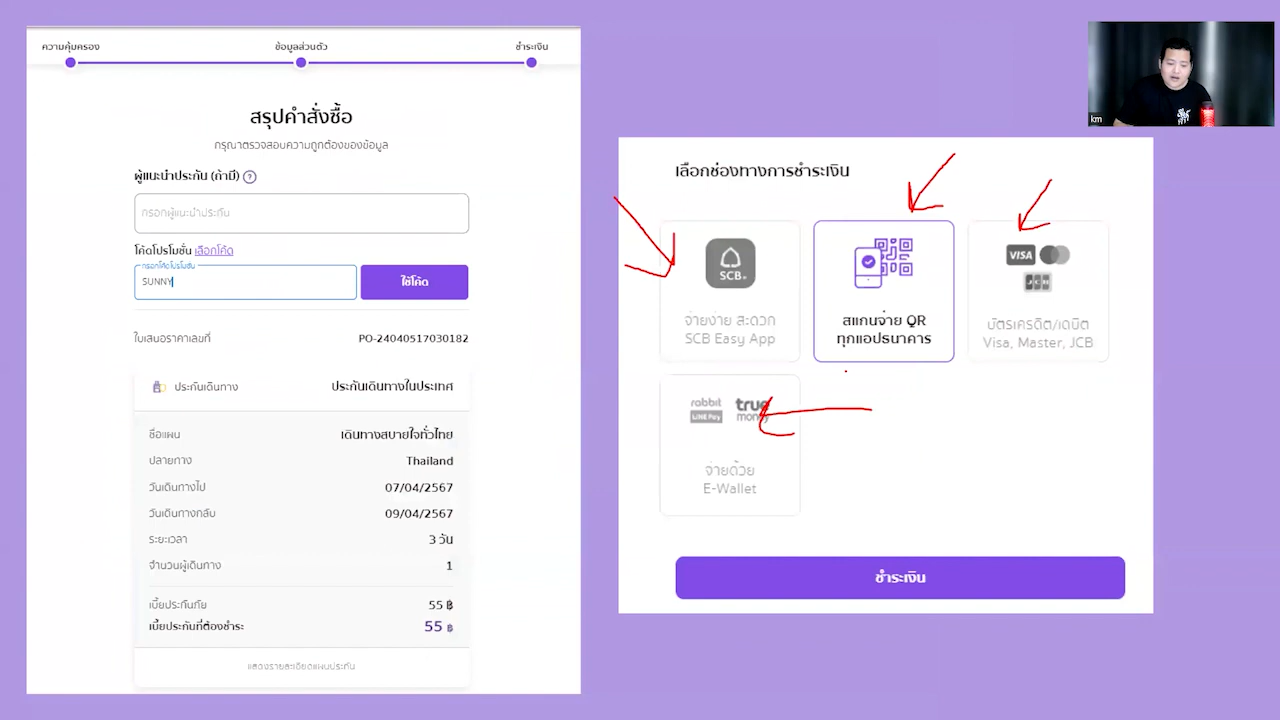 ความคุ้มครอง
ข้อมูลส่วนตัว
ชำระเงิน
สรุปคำสั่งซื้อ
กรุณาตรวจสอบความถูกต้องของข้อมูล
ผู้แนะนำประกัน (ถ้ามี) ?
กรอกผู้แนะนำประกัน
โค้ดโปรโมชั่น เลือกโค้ด
กรอกโค้ดโปรโมชั่น
SUNNY
ใช้โค้ด
ใบเสนอราคาเลขที่ PO-24040517030182
ประกันเดินทาง ประกันเดินทางในประเทศ
ชื่อแผน เดินทางสบายใจทั่วไทย
ปลายทาง Thailand
วันเดินทางไป 07/04/2567
วันเดินทางกลับ 09/04/2567
ระยะเวลา 3 วัน
จำนวนผู้เดินทาง 1
เบี้ยประกันภัย 55 ฿
เบี้ยประกันที่ต้องชำระ 55 ฿
แสดงรายละเอียดแผนประกัน
km
เลือกช่องทางการชำระเงิน
SCB
จ่ายง่าย สะดวก
SCB Easy App
สแกนจ่าย QR
ทุกแอปธนาคาร
VISA
JCB
บัตรเครดิต/เดบิต
Visa, Master, JCB
rabbit
LINE Pay
true
money
จ่ายด้วย
E-Wallet
ชำระเงิน